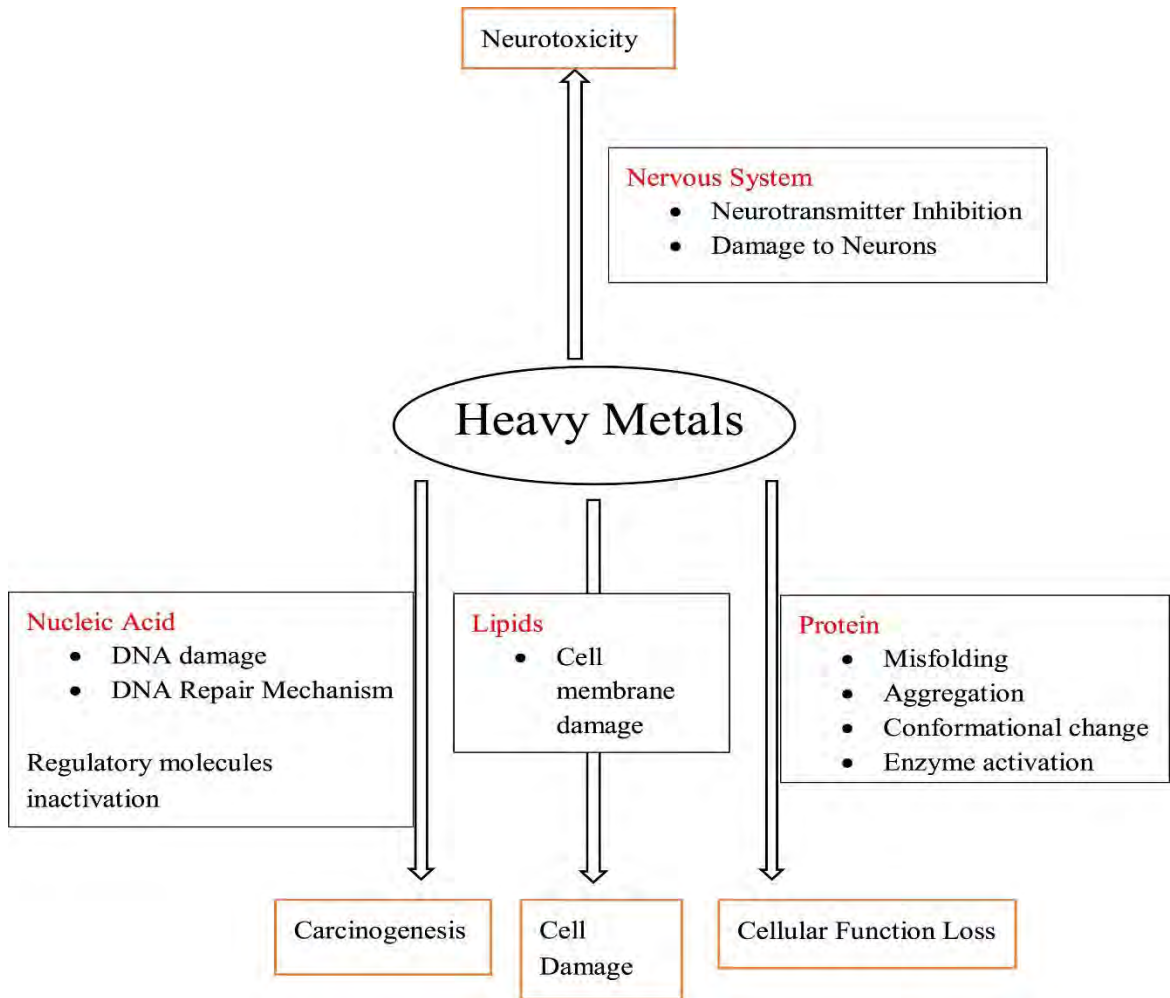 Neurotoxicity
Nervous System
• Neurotransmitter Inhibition
• Damage to Neurons
Heavy Metals
Nucleic Acid
• DNA damage
• DNA Repair Mechanism
Regulatory molecules
inactivation
Lipids
• Cell
membrane
damage
Protein
• Misfolding
• Aggregation
• Conformational change
• Enzyme activation
Carcinogenesis
Cell
Damage
Cellular Function Loss